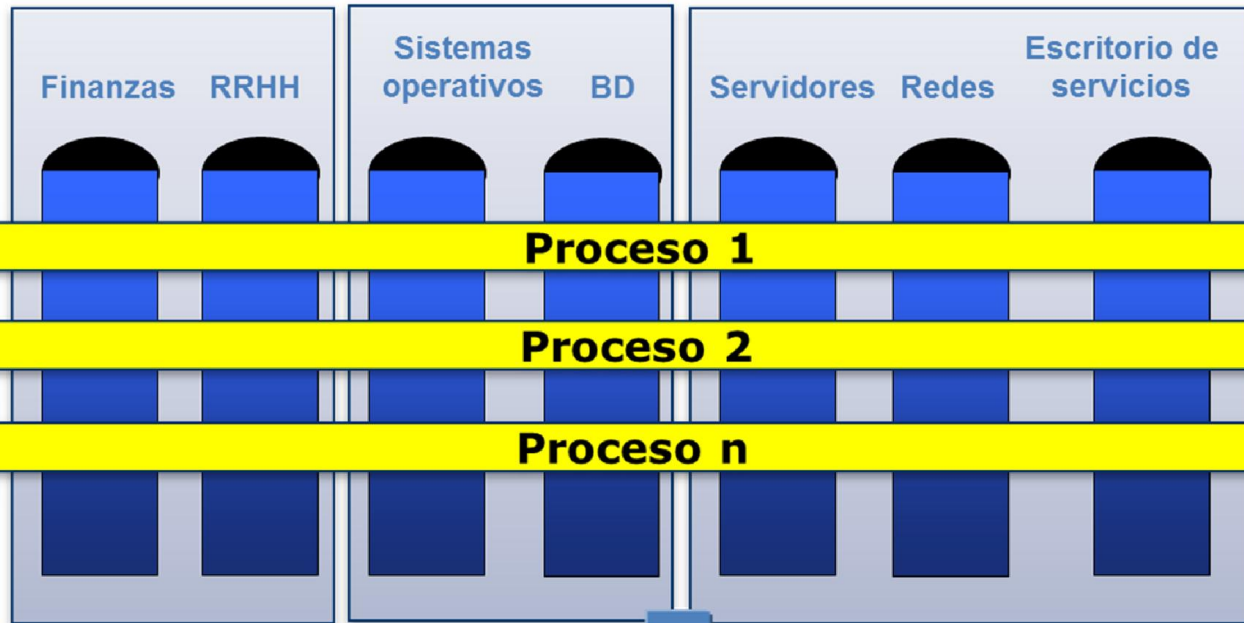 Finanzas
RRHH
Sistemas
operativos
BD
Servidores
Redes
Escritorio de
servicios
Proceso 1
Proceso 2
Proceso n